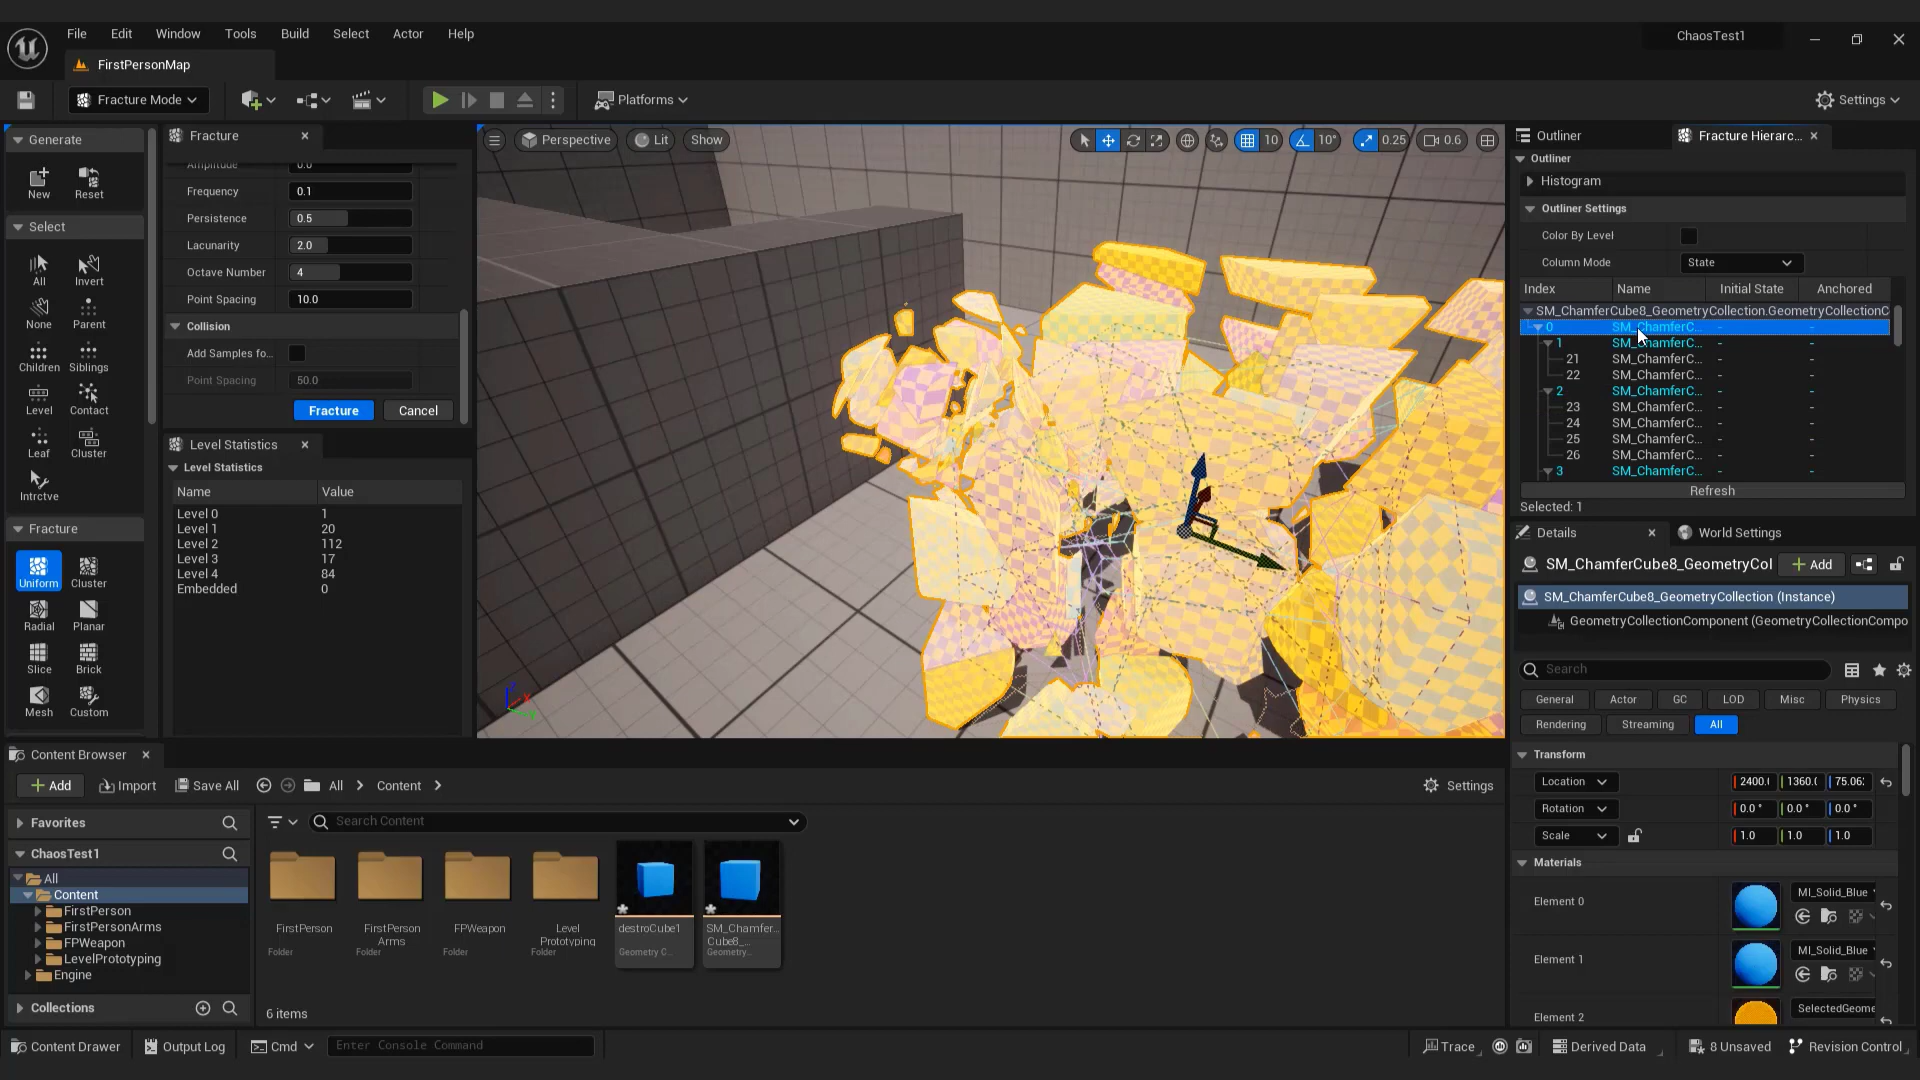 File Edit Window Tools Build Select Actor Help
ChaosTest1
FirstPersonMap
Fracture Mode
Platforms
Settings
Generate
New
Reset
Select
All
Invert
None
Parent
Children
Siblings
Level
Contact
Leaf
Cluster
Intrctve
Fracture
Uniform
Cluster
Radial
Planar
Slice
Brick
Mesh
Custom
Fracture
Amplitude 0.0
Frequency 0.1
Persistence 0.5
Lacunarity 2.0
Octave Number 4
Point Spacing 10.0
Collision
Add Samples fo...
Point Spacing 50.0
Fracture Cancel
Level Statistics
Level Statistics
Name Value
Level 0 1
Level 1 20
Level 2 112
Level 3 17
Level 4 84
Embedded 0
Perspective Lit Show
10 10° 0.25 0.6
Outliner Fracture Hierarc...
Outliner
Histogram
Outliner Settings
Color By Level
Column Mode State
Index Name Initial State Anchored
SM_ChamferCube8_GeometryCollection.GeometryCollectionC
0 SM_ChamferC... - -
1 SM_ChamferC... - -
21 SM_ChamferC... - -
22 SM_ChamferC... - -
2 SM_ChamferC... - -
23 SM_ChamferC... - -
24 SM_ChamferC... - -
25 SM_ChamferC... - -
26 SM_ChamferC... - -
3 SM_ChamferC... - -
Refresh
Selected: 1
Details World Settings
SM_ChamferCube8_GeometryCol + Add
SM_ChamferCube8_GeometryCollection (Instance)
GeometryCollectionComponent (GeometryCollectionCompo
Search
General Actor GC LOD Misc Physics
Rendering Streaming All
Transform
Location 2400.( 1360.( 75.06:
Rotation 0.0 ° 0.0 ° 0.0 °
Scale 1.0 1.0 1.0
Materials
Element 0 MI_Solid_Blue
Element 1 MI_Solid_Blue
Element 2 SelectedGeome
Content Browser
+ Add Import Save All All Content Settings
Favorites
Search Content
ChaosTest1
All
Content
FirstPerson
FirstPersonArms
FPWeapon
LevelPrototyping
Engine
Collections
FirstPerson
Folder
FirstPerson
Arms
Folder
FPWeapon
Folder
Level
Prototyping
Folder
destroCube1
Geometry C...
SM_Chamfer...
Cube8_...
Geometry...
6 items
Content Drawer Output Log Cmd Enter Console Command Trace Derived Data 8 Unsaved Revision Control